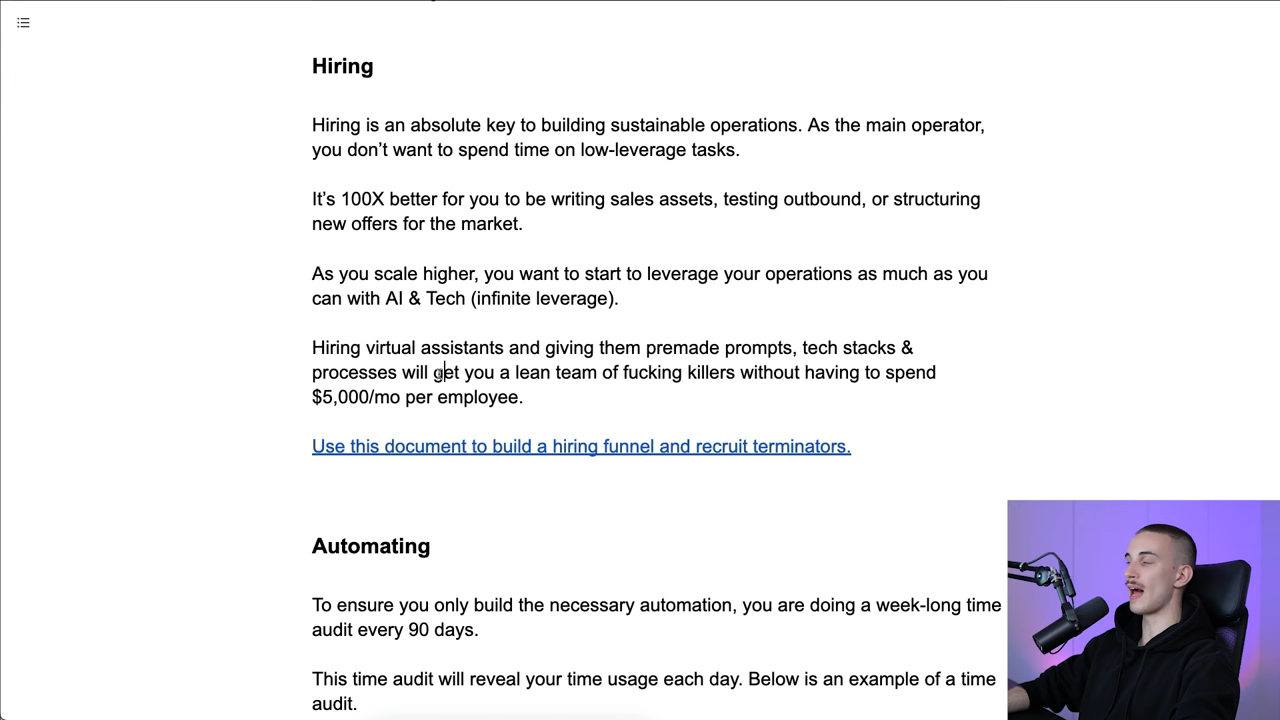 Hiring
Hiring is an absolute key to building sustainable operations. As the main operator,
you don’t want to spend time on low-leverage tasks.
It’s 100X better for you to be writing sales assets, testing outbound, or structuring
new offers for the market.
As you scale higher, you want to start to leverage your operations as much as you
can with AI & Tech (infinite leverage).
Hiring virtual assistants and giving them premade prompts, tech stacks &
processes will get you a lean team of fucking killers without having to spend
$5,000/mo per employee.
Use this document to build a hiring funnel and recruit terminators.
Automating
To ensure you only build the necessary automation, you are doing a week-long time
audit every 90 days.
This time audit will reveal your time usage each day. Below is an example of a time
audit.